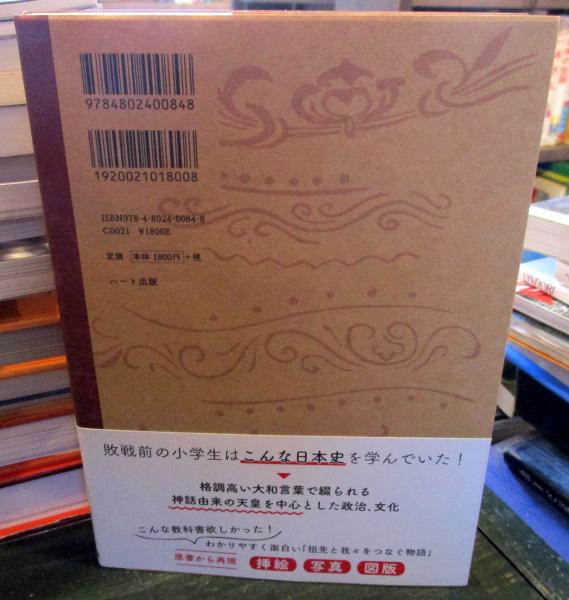 9784802400848
1920021018008
ISBN978-4-8024-0084-8
C0021 ¥1800E
定価 本体 1800円+税
ハート出版
敗戦前の小学生はこんな日本史を学んでいた!
格調高い大和言葉で綴られる
神話由来の天皇を中心とした政治、文化
こんな教科書欲しかった!
わかりやすく面白い「祖先と我々をつなぐ物語」
原書から再現 挿絵 写真 図版
ONDORI